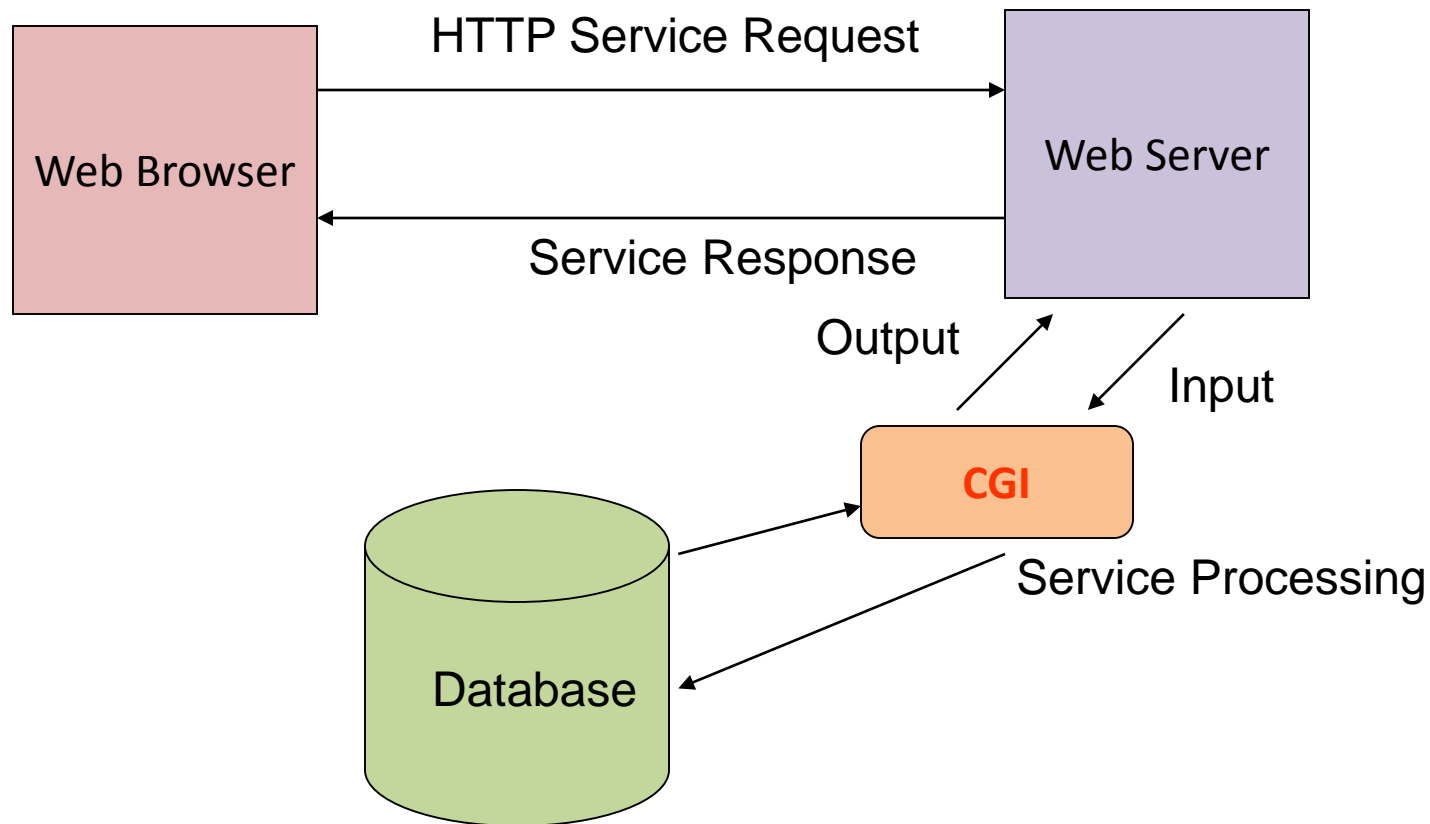 HTTP Service Request
Web Browser
Web Server
Service Response
Output
Input
CGI
Service Processing
Database